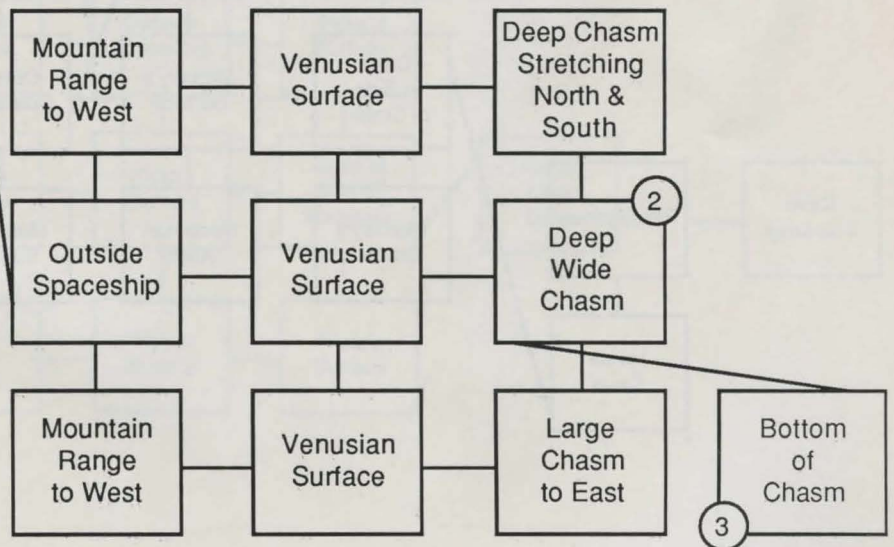 Mountain
Range
to West
Venusian
Surface
Deep Chasm
Stretching
North &
South
Outside
Spaceship
Venusian
Surface
2
Deep
Wide
Chasm
Mountain
Range
to West
Venusian
Surface
Large
Chasm
to East
Bottom
of
Chasm
3